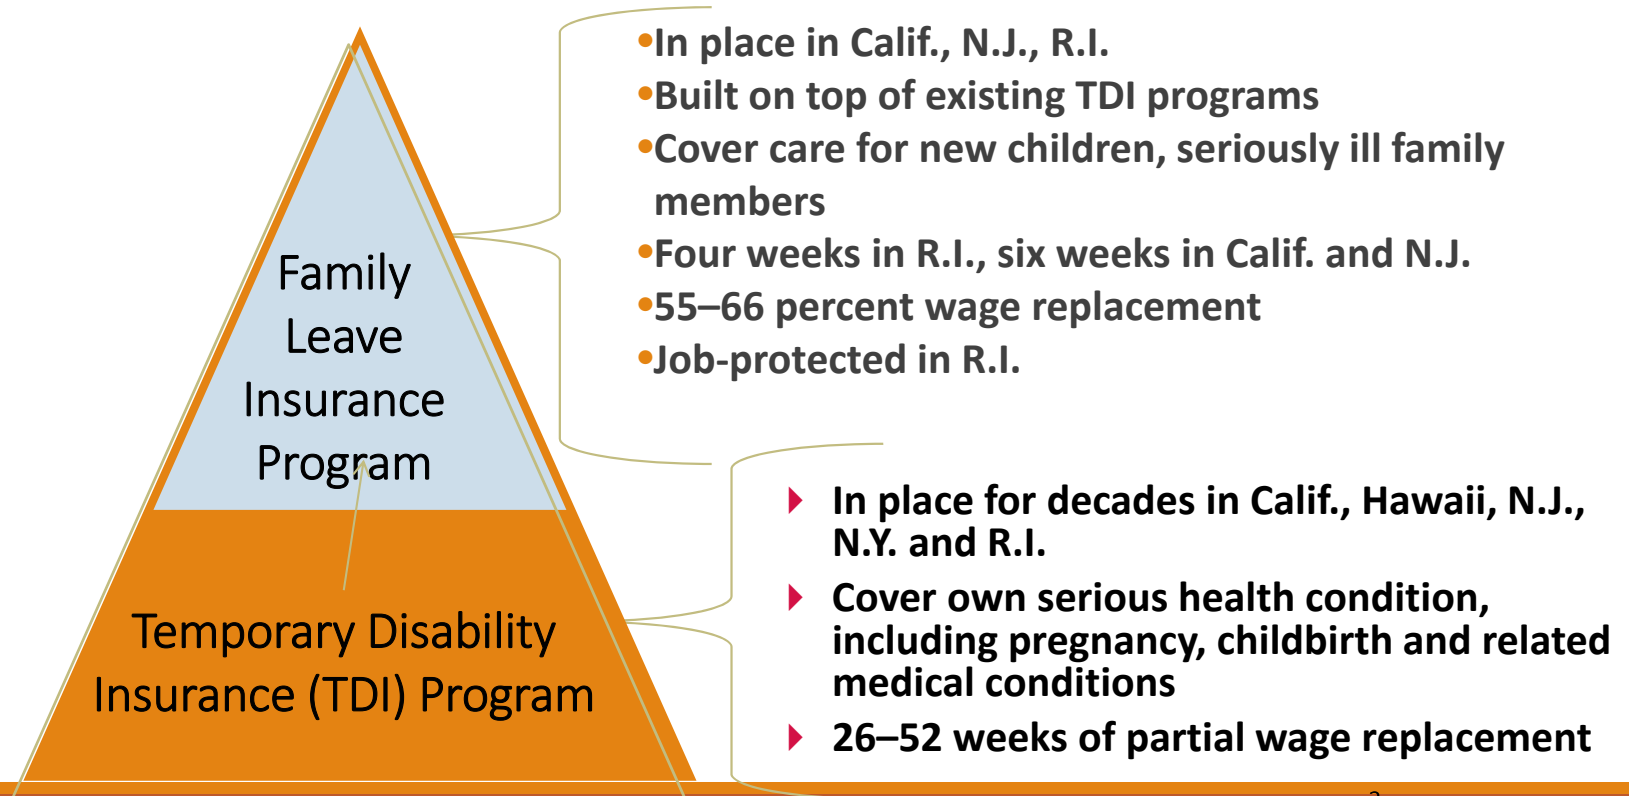 •In place in Calif., N.J., R.I.
•Built on top of existing TDI programs
•Cover care for new children, seriously ill family
members
•Four weeks in R.I., six weeks in Calif. and N.J.
•55–66 percent wage replacement
•Job-protected in R.I.
Family
Leave
Insurance
Program
Temporary Disability
Insurance (TDI) Program
In place for decades in Calif., Hawaii, N.J.,
N.Y. and R.I.
Cover own serious health condition,
including pregnancy, childbirth and related
medical conditions
26–52 weeks of partial wage replacement